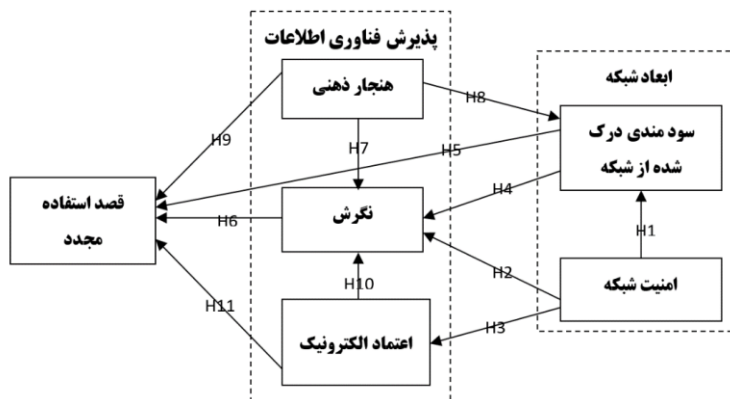 پذیرش فناوری اطلاعات
ابعاد شبکه
هنجار ذهنی
H8
سود مندی درک
شده از شبکه
H9
H7
H5
H4
قصد استفاده
مجدد
H6
نگرش
H1
H2
امنیت شبکه
H10
H11
اعتماد الکترونیک
H3